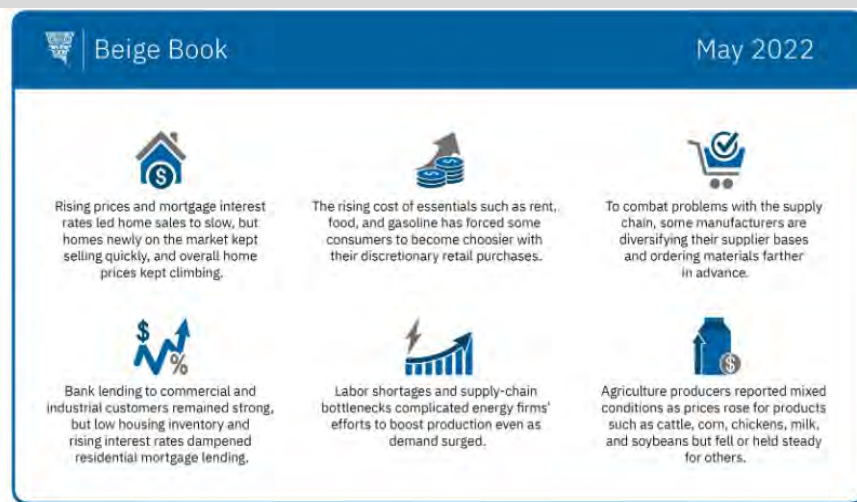 Beige Book
May 2022
Rising prices and mortgage interest
rates led home sales to slow, but
homes newly on the market kept
selling quickly, and overall home
prices kept climbing.
The rising cost of essentials such as rent,
food, and gasoline has forced some
consumers to become choosier with
their discretionary retail purchases.
To combat problems with the supply
chain, some manufacturers are
diversifying their supplier bases
and ordering materials farther
in advance.
Bank lending to commercial and
industrial customers remained strong,
but low housing inventory and
rising interest rates dampened
residential mortgage lending.
Labor shortages and supply-chain
bottlenecks complicated energy firms'
efforts to boost production even as
demand surged.
Agriculture producers reported mixed
conditions as prices rose for products
such as cattle, corn, chickens, milk,
and soybeans but fell or held steady
for others.